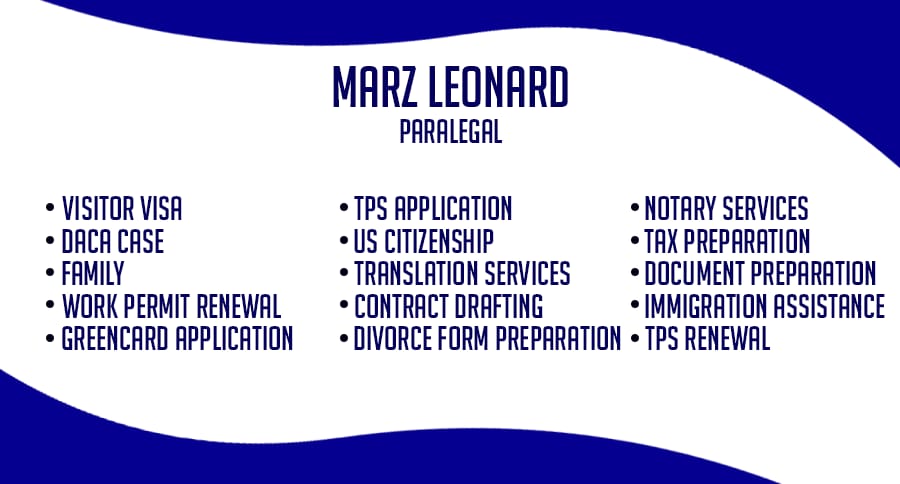 MARZ LEONARD
PARALEGAL
• VISITOR VISA
• DACA CASE
• FAMILY
• WORK PERMIT RENEWAL
• GREENCARD APPLICATION
• TPS APPLICATION
• US CITIZENSHIP
• TRANSLATION SERVICES
• CONTRACT DRAFTING
• DIVORCE FORM PREPARATION
• NOTARY SERVICES
• TAX PREPARATION
• DOCUMENT PREPARATION
• IMMIGRATION ASSISTANCE
• TPS RENEWAL